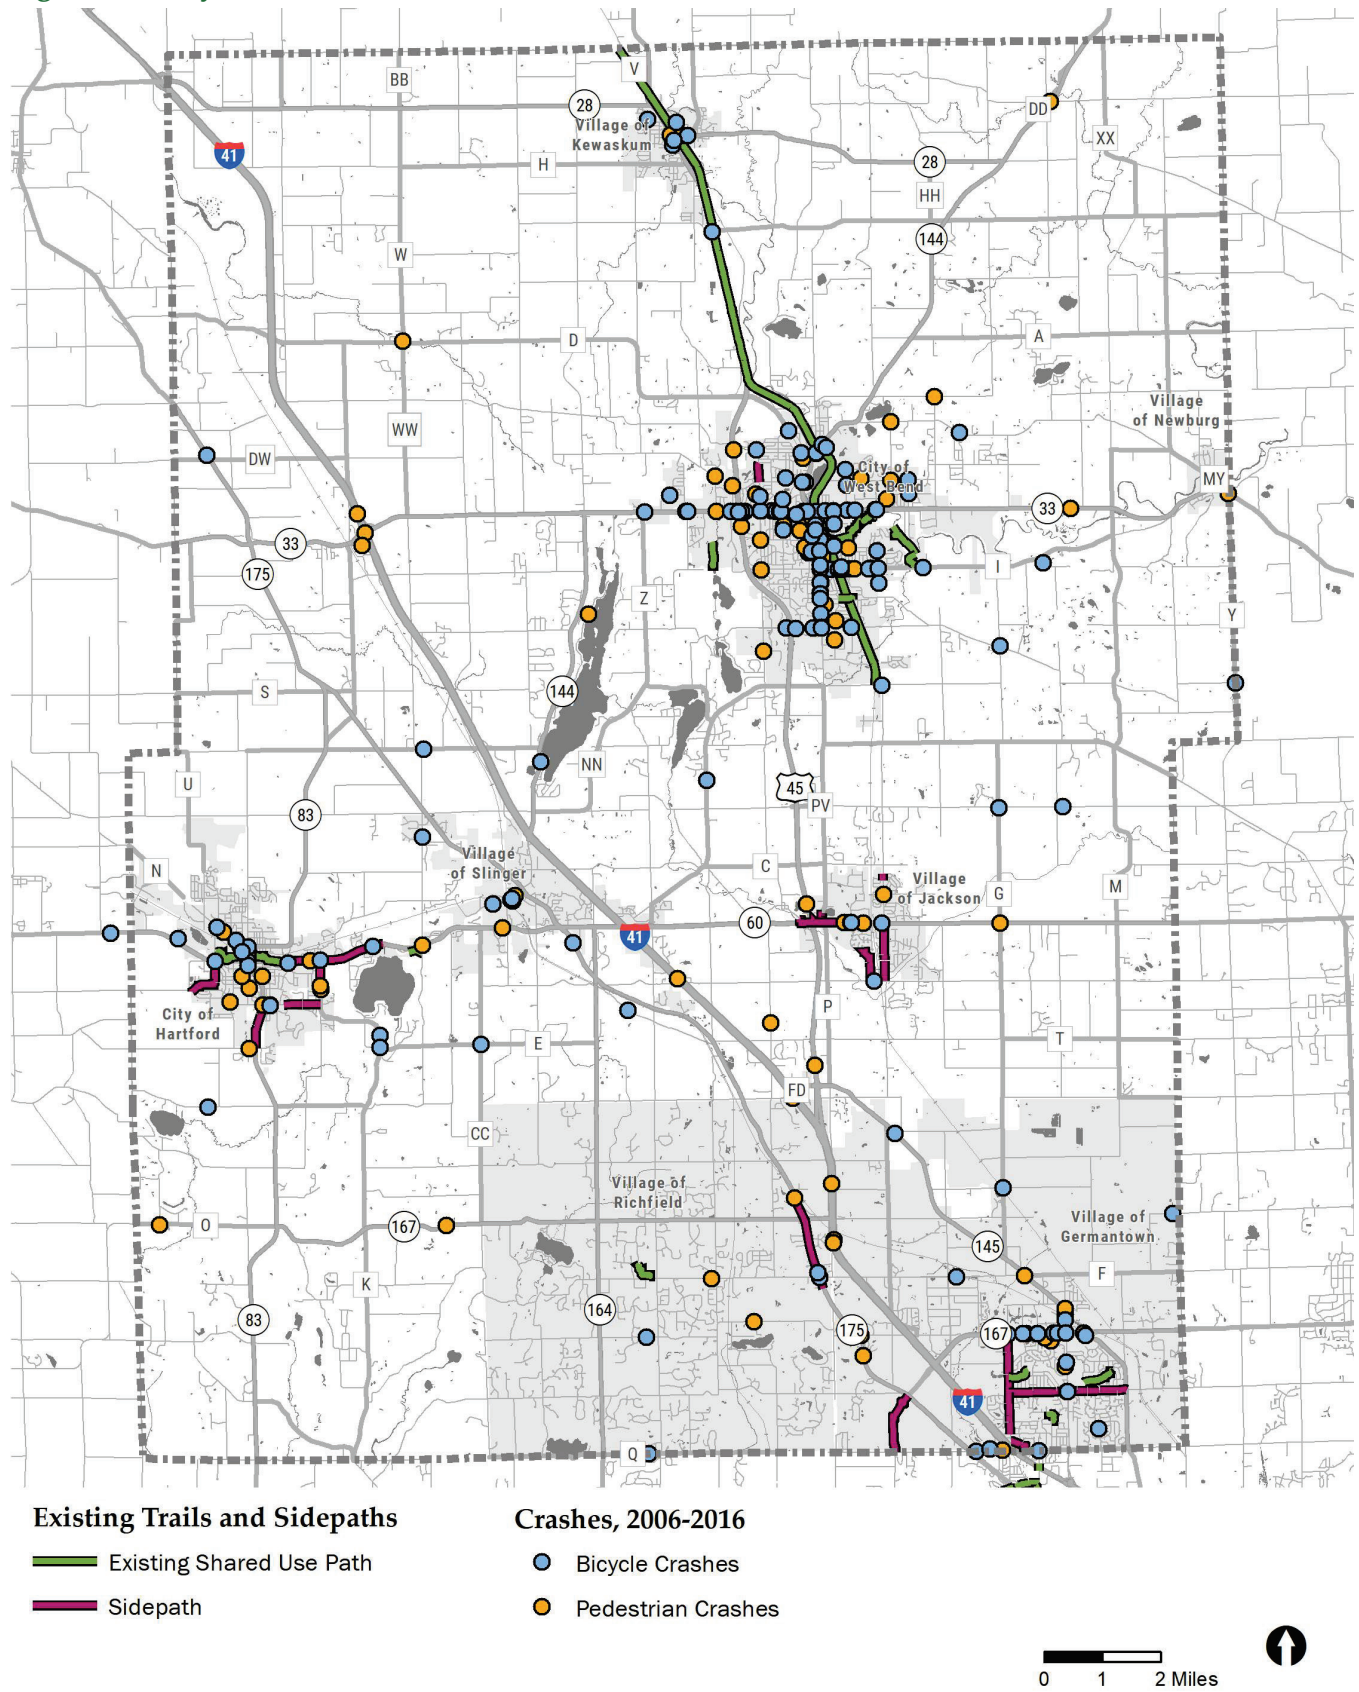 V
BB
28
Village of
Kewaskum
DD
XX
41
H
28
HH
144
W
D
A
Village
of Newburg
WW
DW
City of
West Bend
MY
33
33
175
I
Z
Y
S
144
NN
U
45
PV
83
Village
of Slinger
C
N
Village
of Jackson
G
M
60
41
P
City of
Hartford
E
T
FD
CC
Village of
Richfield
Village of
Germantown
O
167
145
F
K
164
83
175
167
41
Q
Existing Trails and Sidepaths
Existing Shared Use Path
Sidepath
Crashes, 2006-2016
Bicycle Crashes
Pedestrian Crashes
0 1 2 Miles